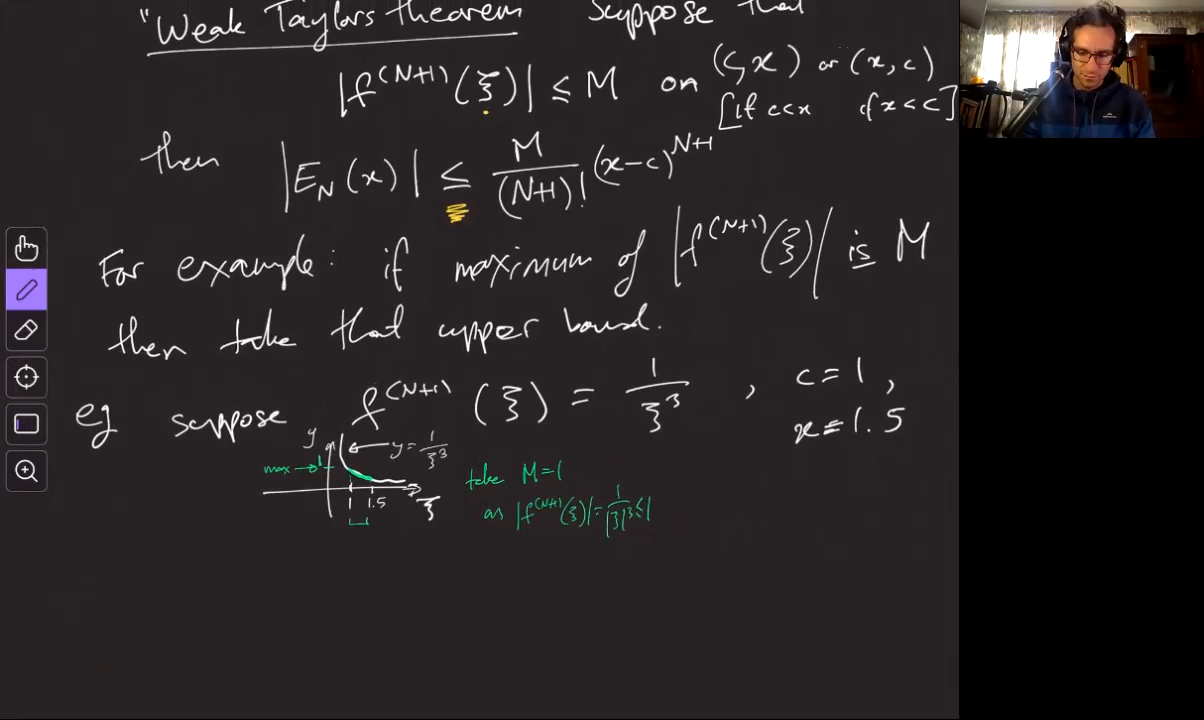 "Weak Taylors theorem Suppose that
|f^(N+1)(ξ)| ≤ M on (c,x) or (x,c)
[if c<x if x<c]
then |E_N(x)| ≤ M/(N+1)! (x-c)^N+1
For example: if maximum of |f^(N+1)(ξ)| is M
then take that upper bound.
eg suppose f^(N+1)(ξ) = 1/ξ³ , c=1,
x=1.5
y y=1/ξ³
max → 1
1 1.5 ξ
take M=1
as |f^(N+1)(ξ)|=1/|ξ|³≤1